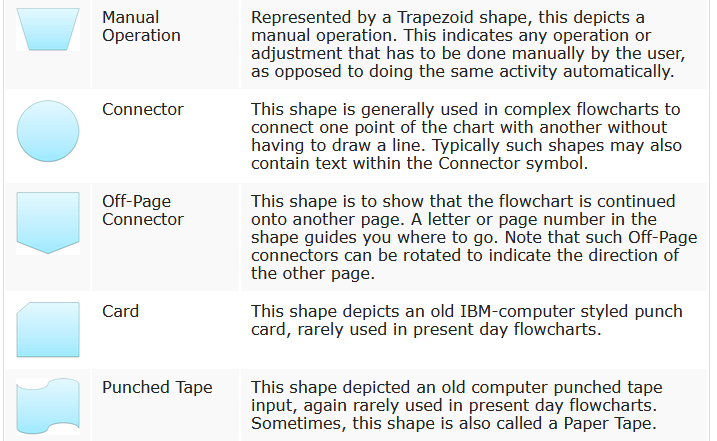 Manual
Operation
Represented by a Trapezoid shape, this depicts a
manual operation. This indicates any operation or
adjustment that has to be done manually by the user,
as opposed to doing the same activity automatically.
Connector
This shape is generally used in complex flowcharts to
connect one point of the chart with another without
having to draw a line. Typically such shapes may also
contain text within the Connector symbol.
Off-Page
Connector
This shape is to show that the flowchart is continued
onto another page. A letter or page number in the
shape guides you where to go. Note that such Off-Page
connectors can be rotated to indicate the direction of
the other page.
Card
This shape depicts an old IBM-computer styled punch
card, rarely used in present day flowcharts.
Punched Tape
This shape depicted an old computer punched tape
input, again rarely used in present day flowcharts.
Sometimes, this shape is also called a Paper Tape.